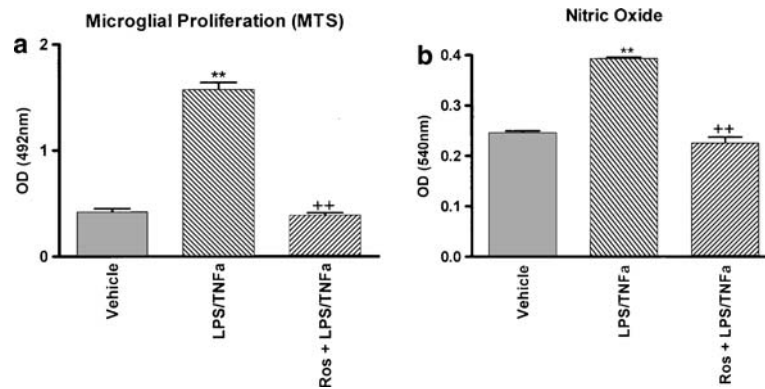 Microglial Proliferation (MTS)
a
OD (492nm)
2
1
0
**
++
Vehicle
LPS/TNFa
Ros + LPS/TNFa
Nitric Oxide
b
OD (540nm)
0.4
0.3
0.2
0.1
0.0
**
++
Vehicle
LPS/TNFa
Ros + LPS/TNFa